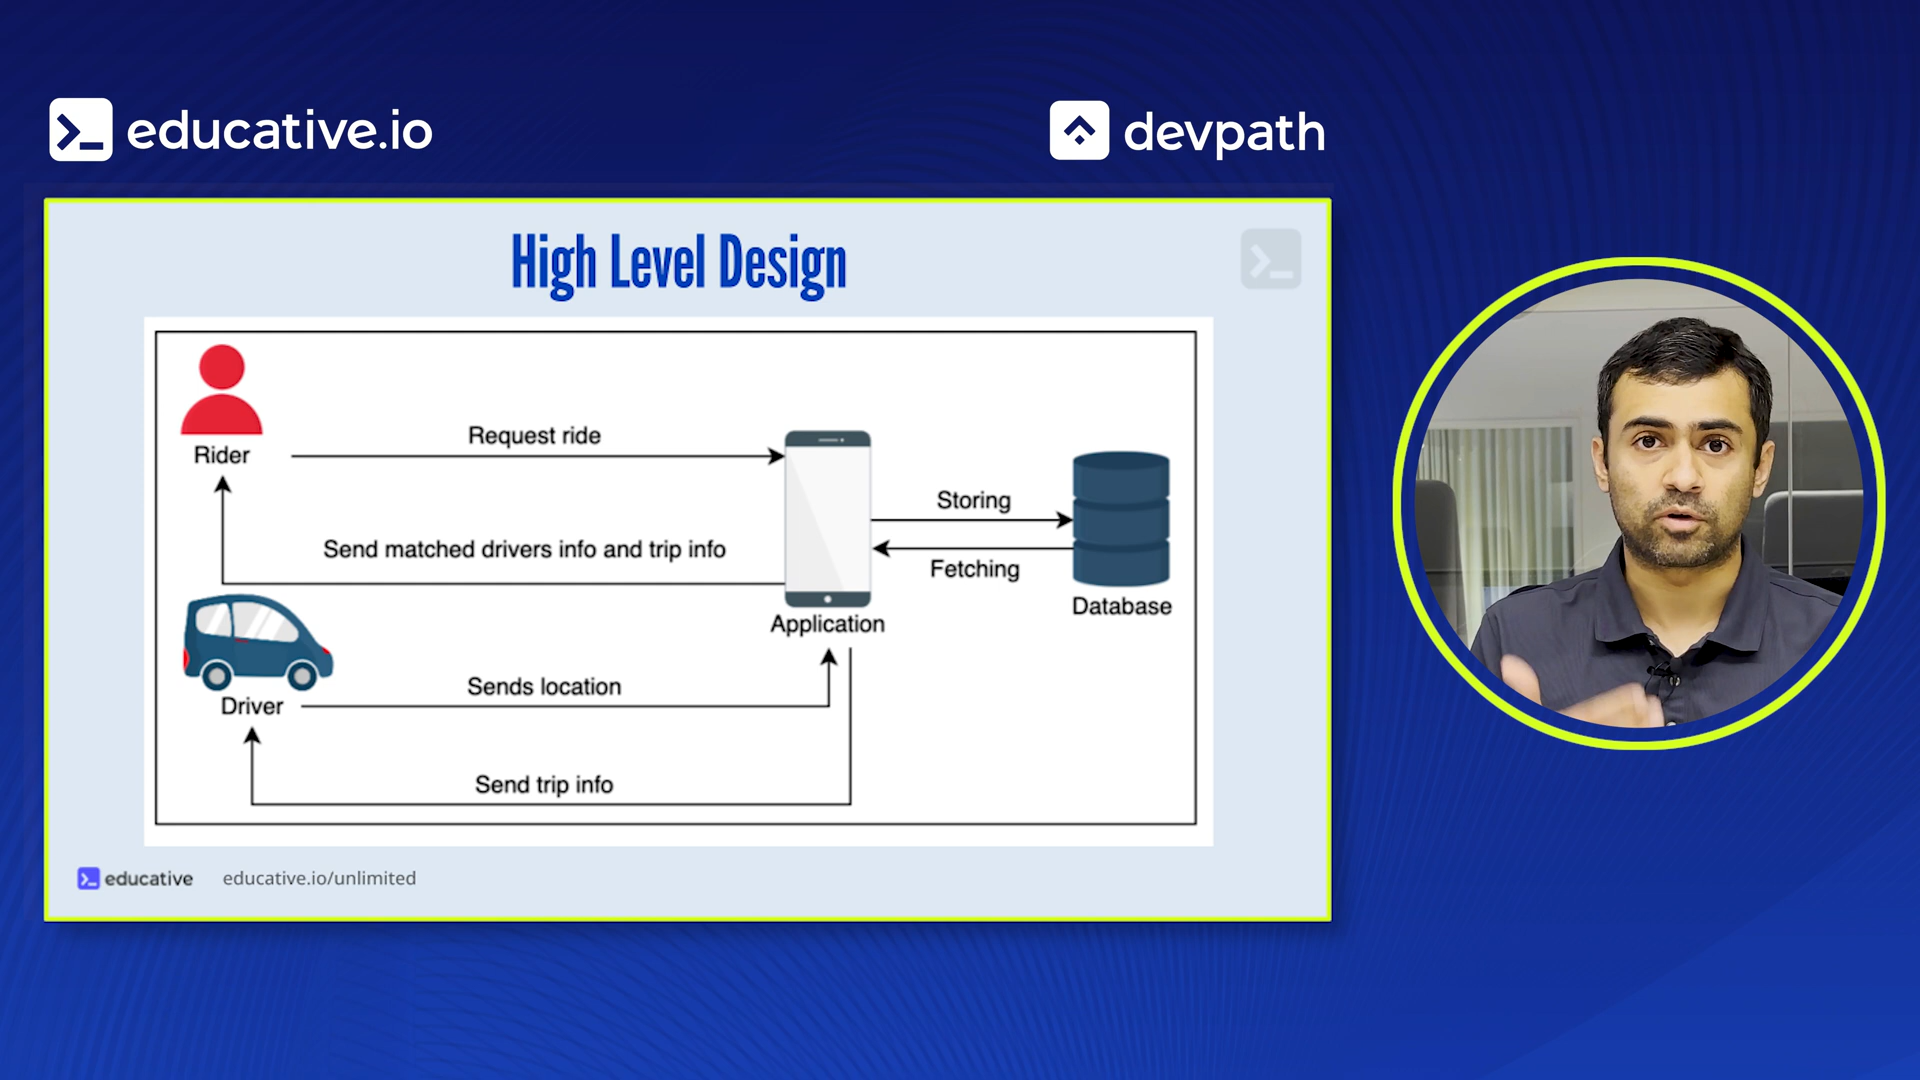 educative.io
devpath
High Level Design
Rider
Request ride
Send matched drivers info and trip info
Storing
Fetching
Application
Database
Driver
Sends location
Send trip info
educative
educative.io/unlimited